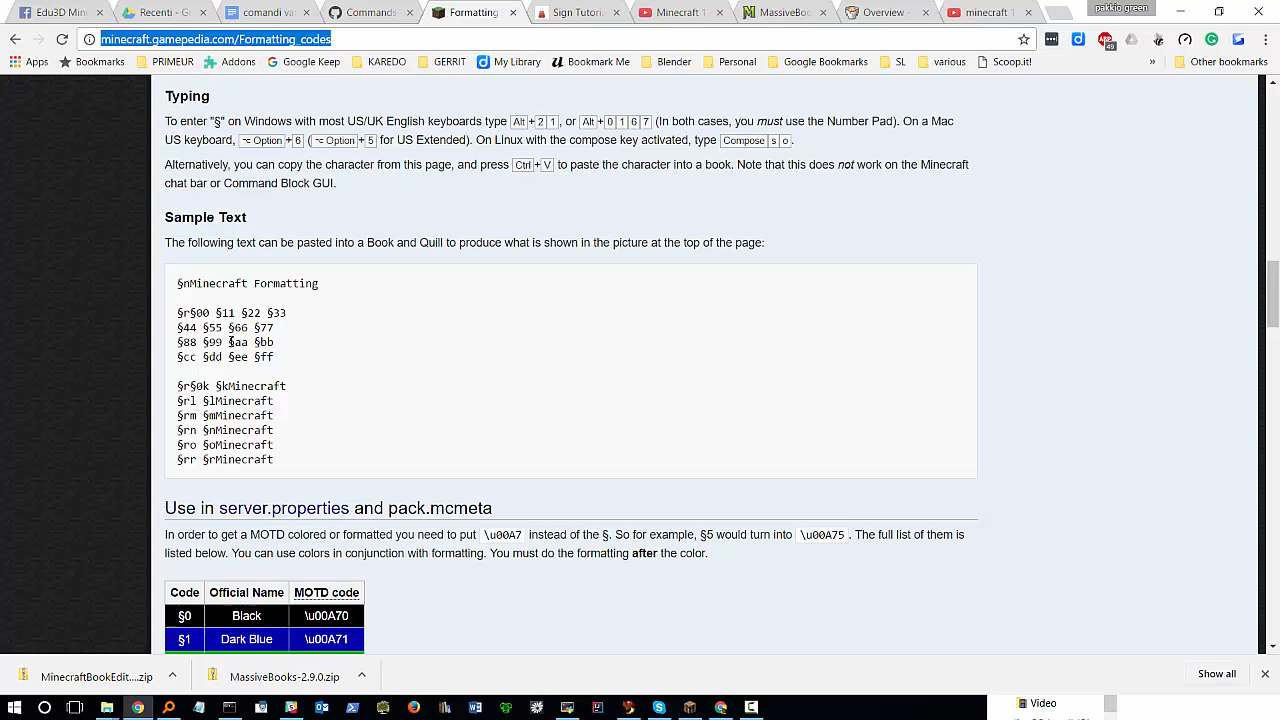 Edu3D Min
Recenti - G
comandi va
Commands
Formatting
Sign Tutori
Minecraft 1
MassiveBo
Overview -
minecraft 1
pakkio green
minecraft.gamepedia.com/Formatting_codes
49
Apps
Bookmarks
PRIMEUR
Addons
Google Keep
KAREDO
GERRIT
My Library
Bookmark Me
Blender
Personal
Google Bookmarks
SL
various
Scoop.it!
»
Other bookmarks
Typing
To enter "§" on Windows with most US/UK English keyboards type Alt+2 1, or Alt+0 1 6 7 (In both cases, you must use the Number Pad). On a Mac
US keyboard, ⌥ Option+6 (⌥ Option+5 for US Extended). On Linux with the compose key activated, type Compose s o.
Alternatively, you can copy the character from this page, and press Ctrl+V to paste the character into a book. Note that this does not work on the Minecraft
chat bar or Command Block GUI.
Sample Text
The following text can be pasted into a Book and Quill to produce what is shown in the picture at the top of the page:
§nMinecraft Formatting
§r§00 §11 §22 §33
§44 §55 §66 §77
§88 §99 §aa §bb
§cc §dd §ee §ff
§r§0k §kMinecraft
§rl §lMinecraft
§rm §mMinecraft
§rn §nMinecraft
§ro §oMinecraft
§rr §rMinecraft
Use in server.properties and pack.mcmeta
In order to get a MOTD colored or formatted you need to put \u00A7 instead of the §. So for example, §5 would turn into \u00A75. The full list of them is
listed below. You can use colors in conjunction with formatting. You must do the formatting after the color.
Code Official Name MOTD code
§0 Black \u00A70
§1 Dark Blue \u00A71
MinecraftBookEdit....zip
MassiveBooks-2.9.0.zip
Show all
Video